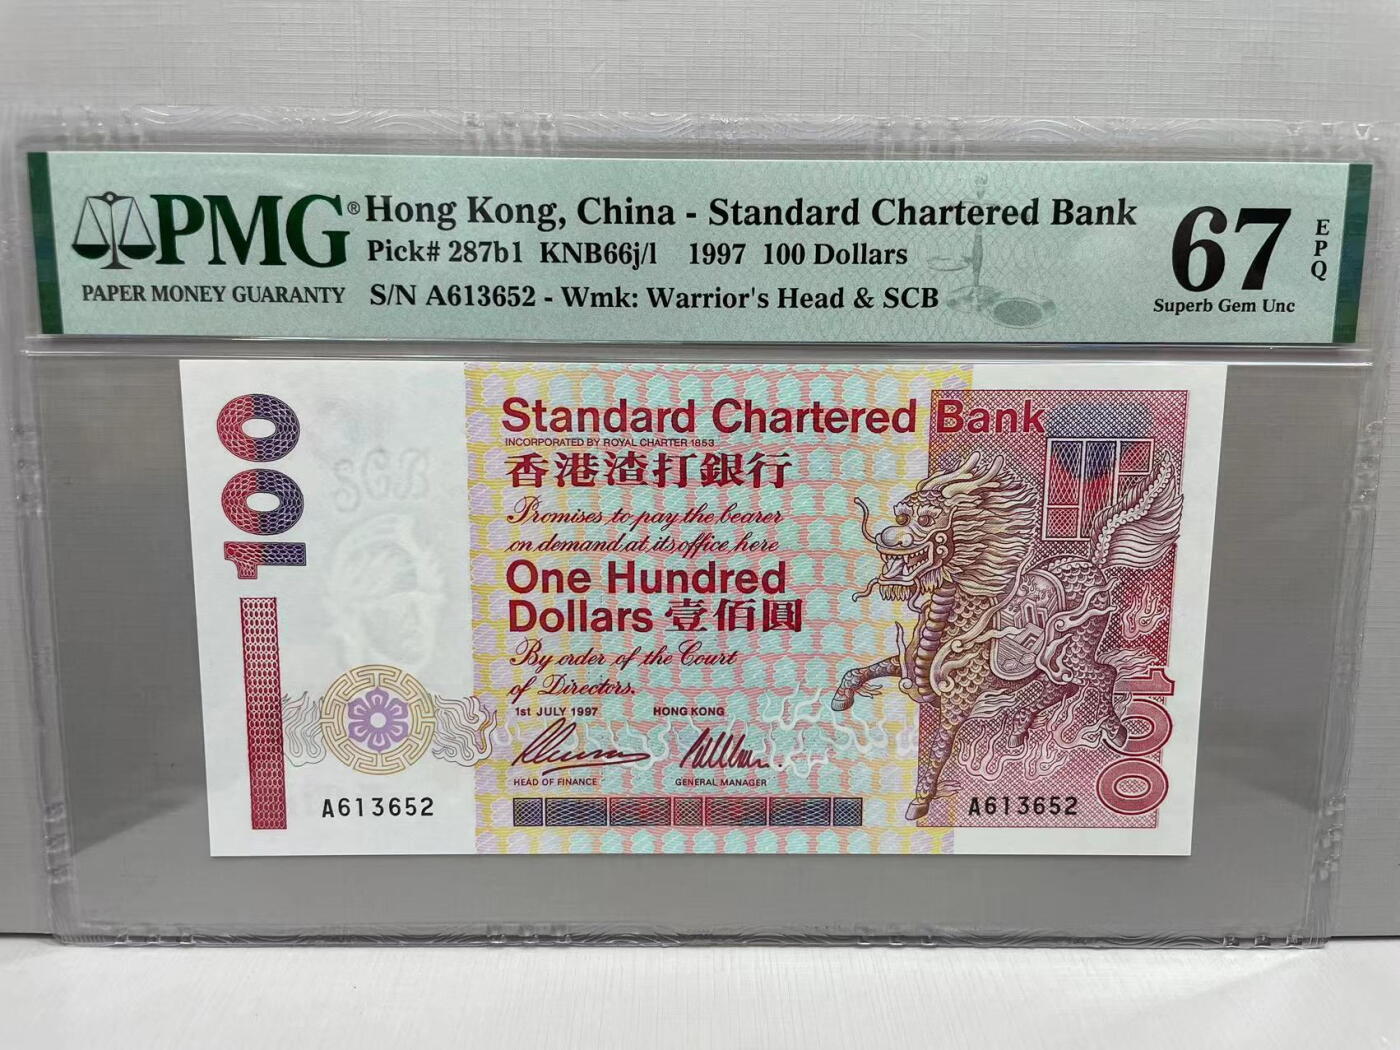 PMG®
PAPER MONEY GUARANTY
Hong Kong, China - Standard Chartered Bank
Pick# 287b1 KNB66j/l 1997 100 Dollars
S/N A613652 - Wmk: Warrior's Head & SCB
67
EPQ
Superb Gem Unc
100
Standard Chartered Bank
INCORPORATED BY ROYAL CHARTER 1853
香港渣打銀行
SCB
Promises to pay the bearer
on demand at its office here
One Hundred
Dollars 壹佰圓
By order of the Court
of Directors.
1st JULY 1997 HONG KONG
HEAD OF FINANCE GENERAL MANAGER
A613652
A613652
100